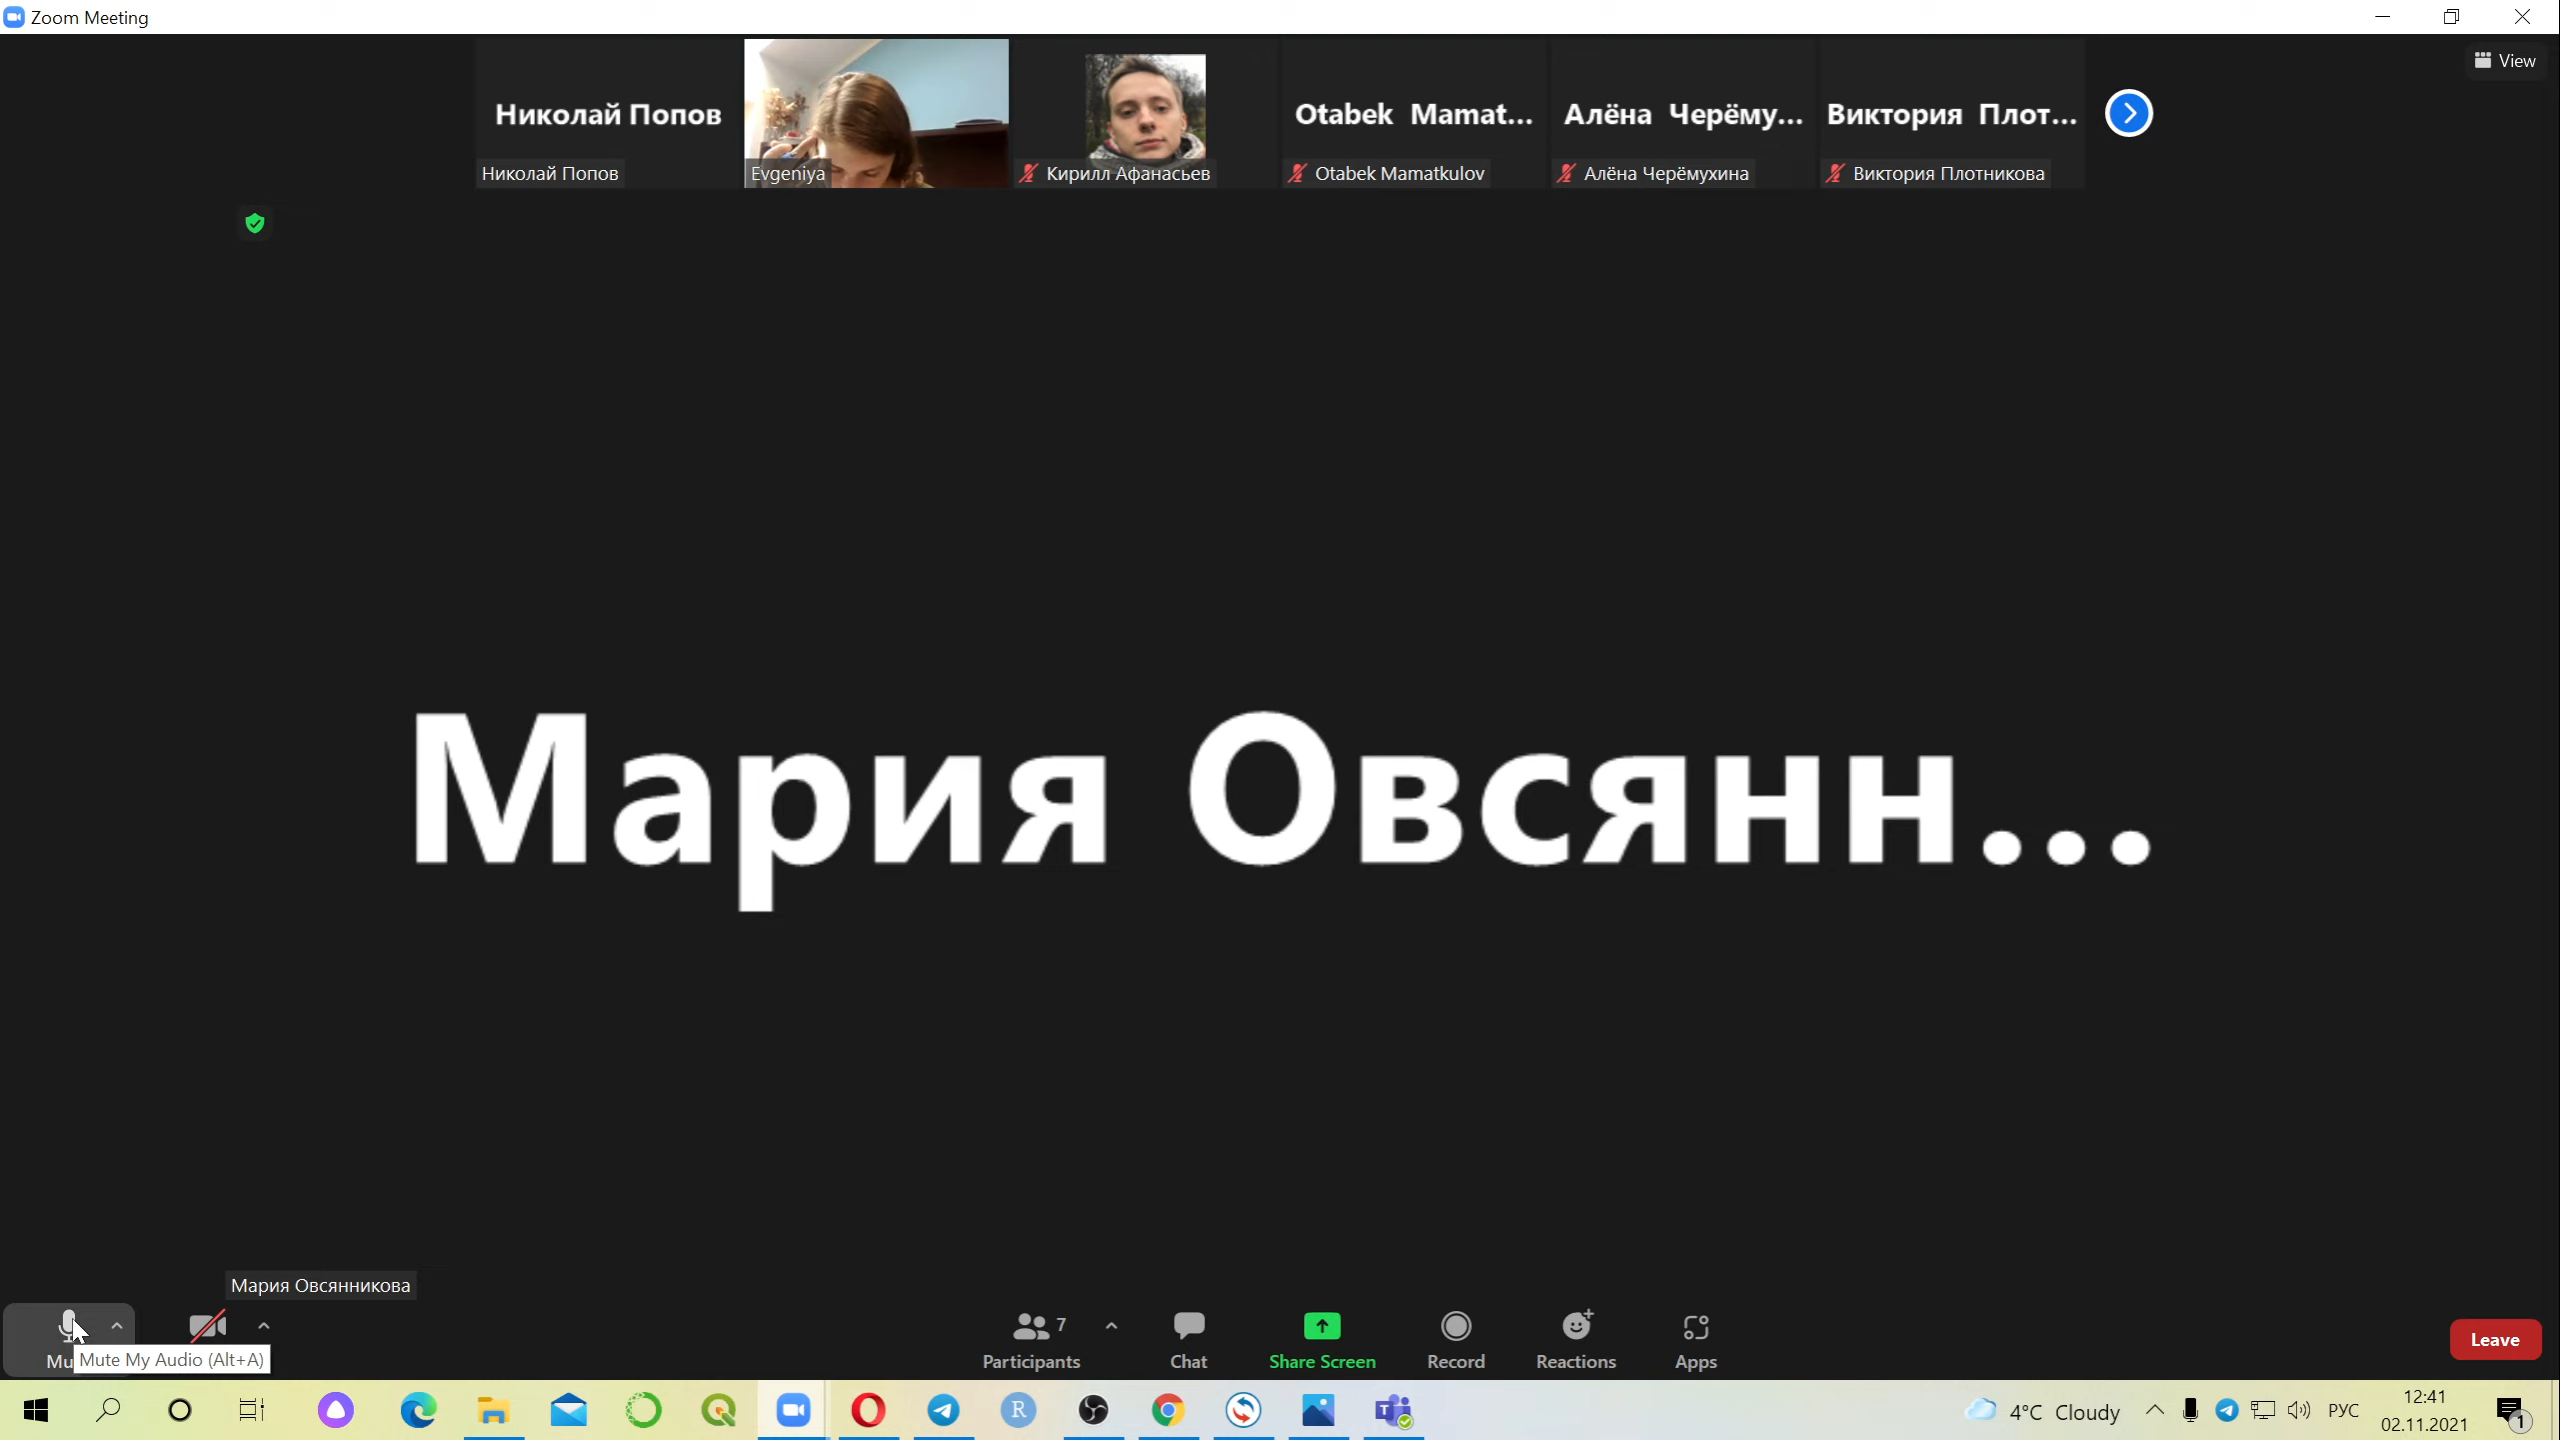 Zoom Meeting
View
Николай Попов
Otabek Mamat...
Алёна Черёму...
Виктория Плот...
Николай Попов
Evgeniya
Кирилл Афанасьев
Otabek Mamatkulov
Алёна Черёмухина
Виктория Плотникова
Мария Овсянн...
Мария Овсянникова
7
Mu
Mute My Audio (Alt+A)
Participants
Chat
Share Screen
Record
Reactions
Apps
Leave
R
T
4°C Cloudy
РУС
12:41
02.11.2021
1